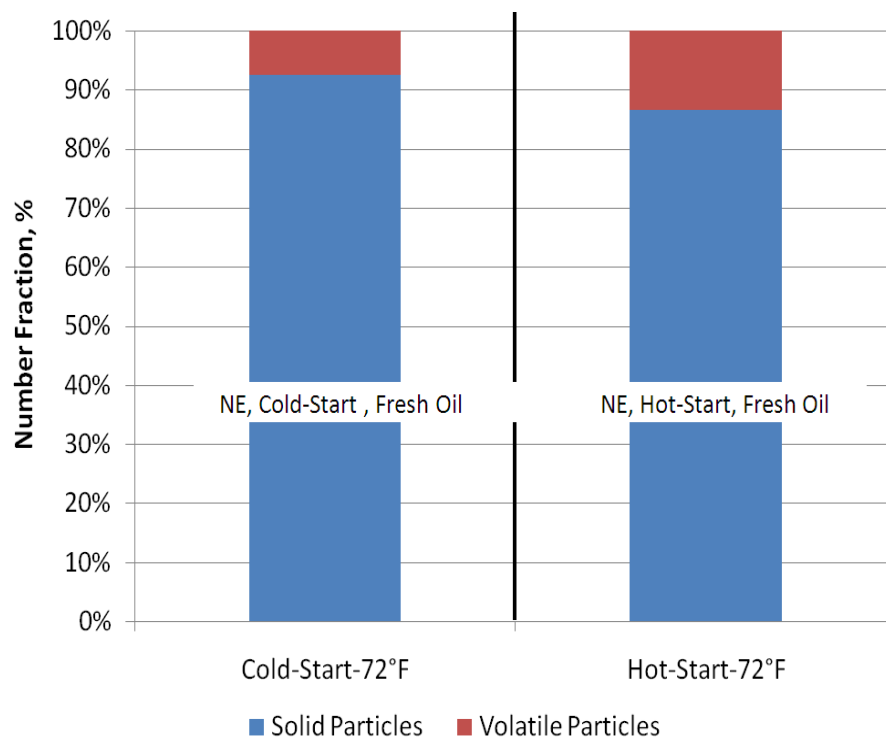 Number Fraction, %
100%
90%
80%
70%
60%
50%
40%
30%
20%
10%
0%
NE, Cold-Start , Fresh Oil
NE, Hot-Start, Fresh Oil
Cold-Start-72°F
Hot-Start-72°F
Solid Particles
Volatile Particles